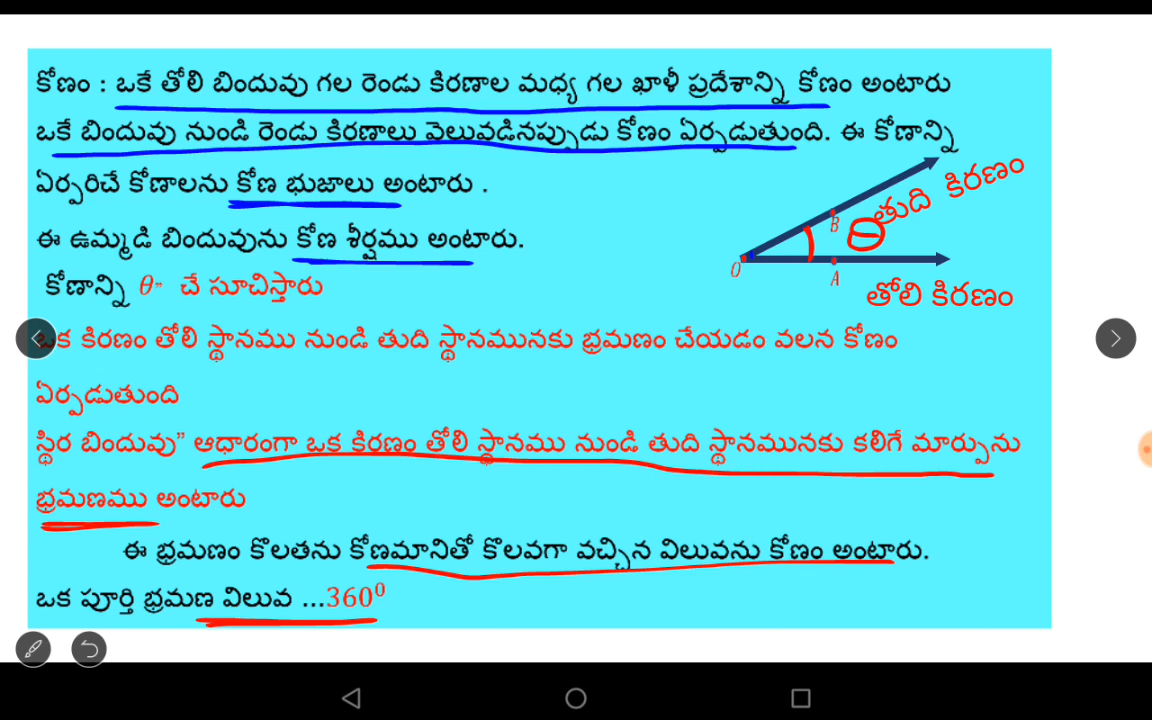 కోణం : ఒకే తోలి బిందువు గల రెండు కిరణాల మధ్య గల ఖాళీ ప్రదేశాన్ని కోణం అంటారు
ఒకే బిందువు నుండి రెండు కిరణాలు వెలువడినప్పుడు కోణం ఏర్పడుతుంది. ఈ కోణాన్ని
ఏర్పరిచే కోణాలను కోణ భుజాలు అంటారు .
ఈ ఉమ్మడి బిందువును కోణ శీర్షము అంటారు.
కోణాన్ని θ" చే సూచిస్తారు
తుది కిరణం
B
θ
O
A
తోలి కిరణం
ఒక కిరణం తోలి స్థానము నుండి తుది స్థానమునకు భ్రమణం చేయడం వలన కోణం
ఏర్పడుతుంది
స్థిర బిందువు” ఆధారంగా ఒక కిరణం తోలి స్థానము నుండి తుది స్థానమునకు కలిగే మార్పును
భ్రమణము అంటారు
ఈ భ్రమణం కొలతను కోణమానితో కొలవగా వచ్చిన విలువను కోణం అంటారు.
ఒక పూర్తి భ్రమణ విలువ ...360⁰